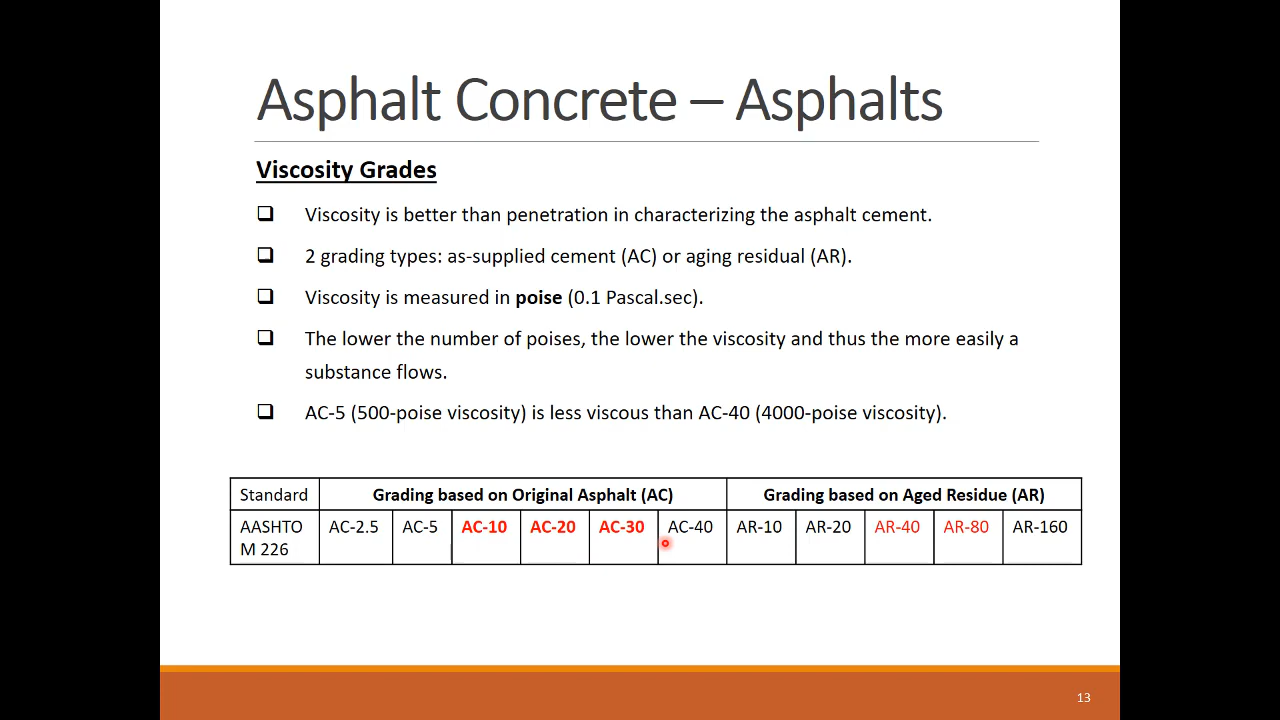 Asphalt Concrete – Asphalts
Viscosity Grades
❑ Viscosity is better than penetration in characterizing the asphalt cement.
❑ 2 grading types: as-supplied cement (AC) or aging residual (AR).
❑ Viscosity is measured in poise (0.1 Pascal.sec).
❑ The lower the number of poises, the lower the viscosity and thus the more easily a
substance flows.
❑ AC-5 (500-poise viscosity) is less viscous than AC-40 (4000-poise viscosity).
Standard Grading based on Original Asphalt (AC) Grading based on Aged Residue (AR)
AASHTO AC-2.5 AC-5 AC-10 AC-20 AC-30 AC-40 AR-10 AR-20 AR-40 AR-80 AR-160
M 226
13